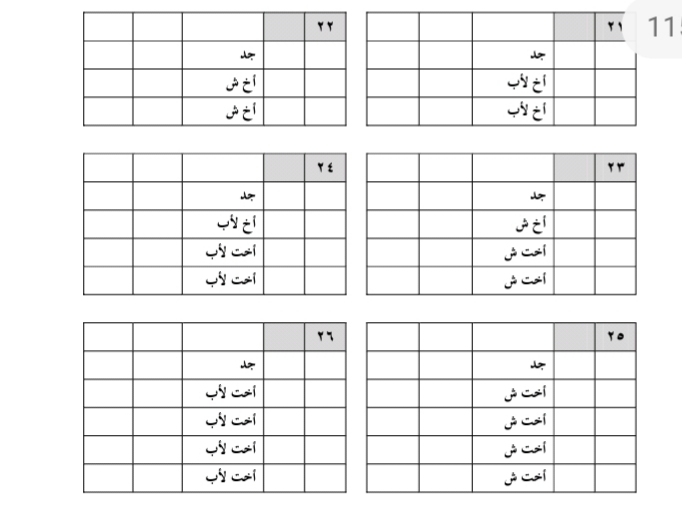 115
٢١
جد
أخ لأب
أخ لأب
٢٢
جد
أخ ش
أخ ش
٢٣
جد
أخ ش
أخت ش
أخت ش
٢٤
جد
أخ لأب
أخت لأب
أخت لأب
٢٥
جد
أخت ش
أخت ش
أخت ش
أخت ش
٢٦
جد
أخت لأب
أخت لأب
أخت لأب
أخت لأب